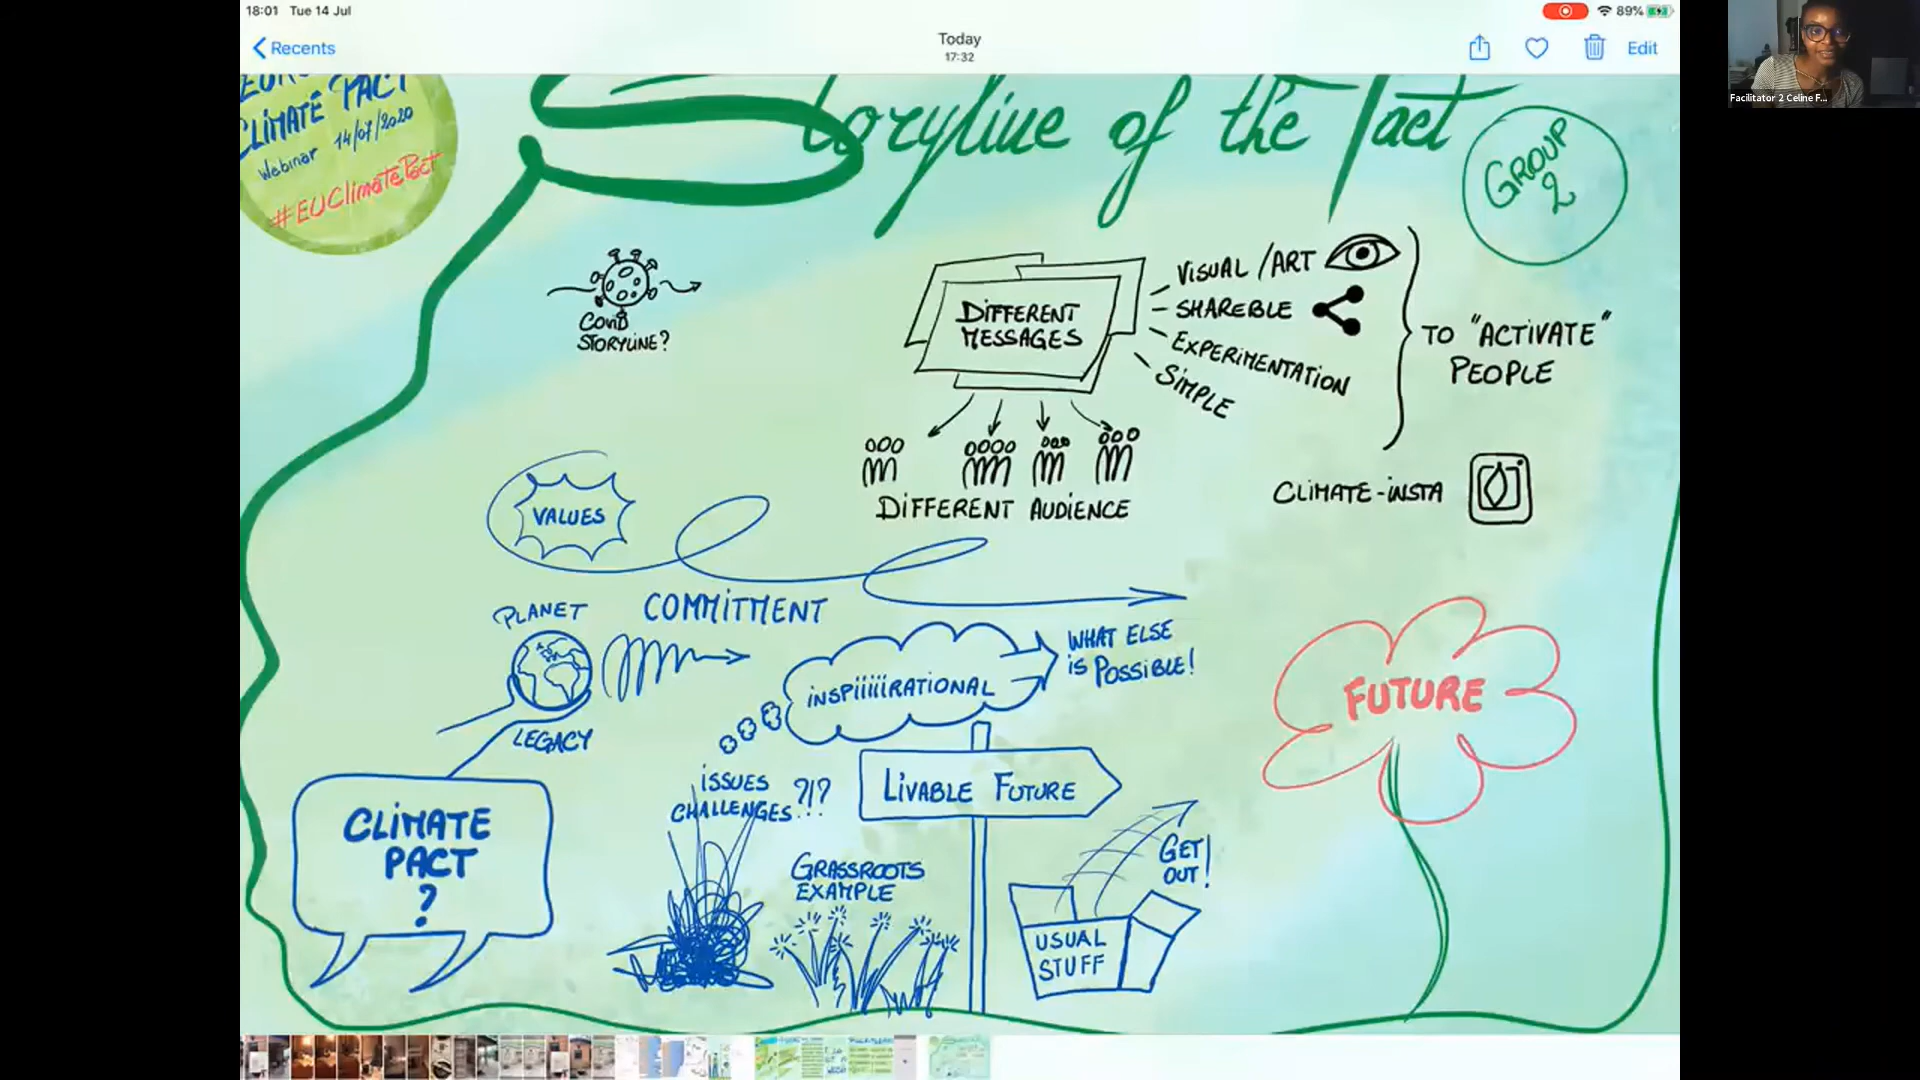 18:01 Tue 14 Jul
89%
Recents
Today
17:32
Edit
Facilitator 2 Celine F...
CLIMATE PACT
Webinar 14/07/2020
#EUClimatePact
Storyline of the Pact
GROUP
2
COVID
STORYLINE?
DIFFERENT
MESSAGES
VISUAL /ART
SHAREBLE
EXPERIMENTATION
SIMPLE
TO "ACTIVATE"
PEOPLE
DIFFERENT AUDIENCE
CLIMATE-INSTA
VALUES
PLANET
COMMITMENT
LEGACY
INSPIIIIIRATIONAL
WHAT ELSE
IS POSSIBLE!
FUTURE
CLIMATE
PACT
?
ISSUES
CHALLENGES ?!?
LIVABLE FUTURE
GRASSROOTS
EXAMPLE
GET
OUT!
USUAL
STUFF